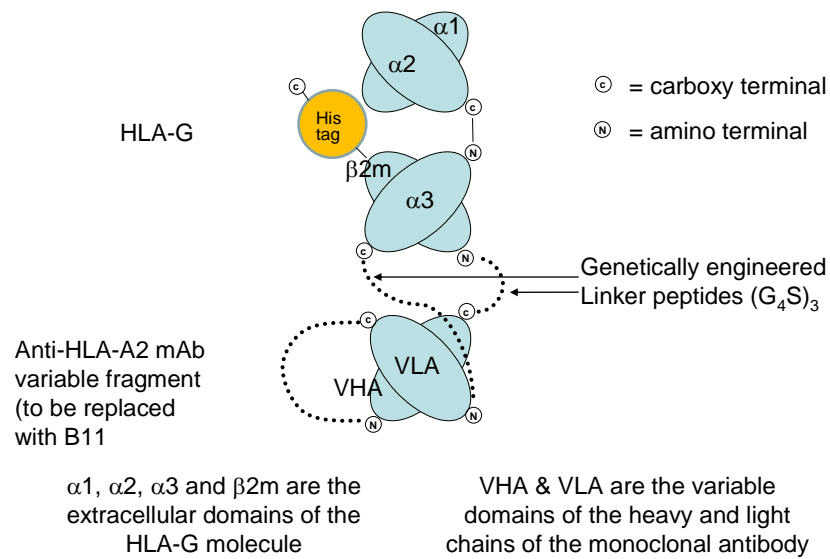 α1
α2
c
c
© = carboxy terminal
His
tag
HLA-G
N
Ⓝ = amino terminal
β2m
α3
c
N
Genetically engineered
Linker peptides (G₄S)₃
c
c
Anti-HLA-A2 mAb
variable fragment
(to be replaced
with B11
VLA
VHA
N
N
α1, α2, α3 and β2m are the
extracellular domains of the
HLA-G molecule
VHA & VLA are the variable
domains of the heavy and light
chains of the monoclonal antibody